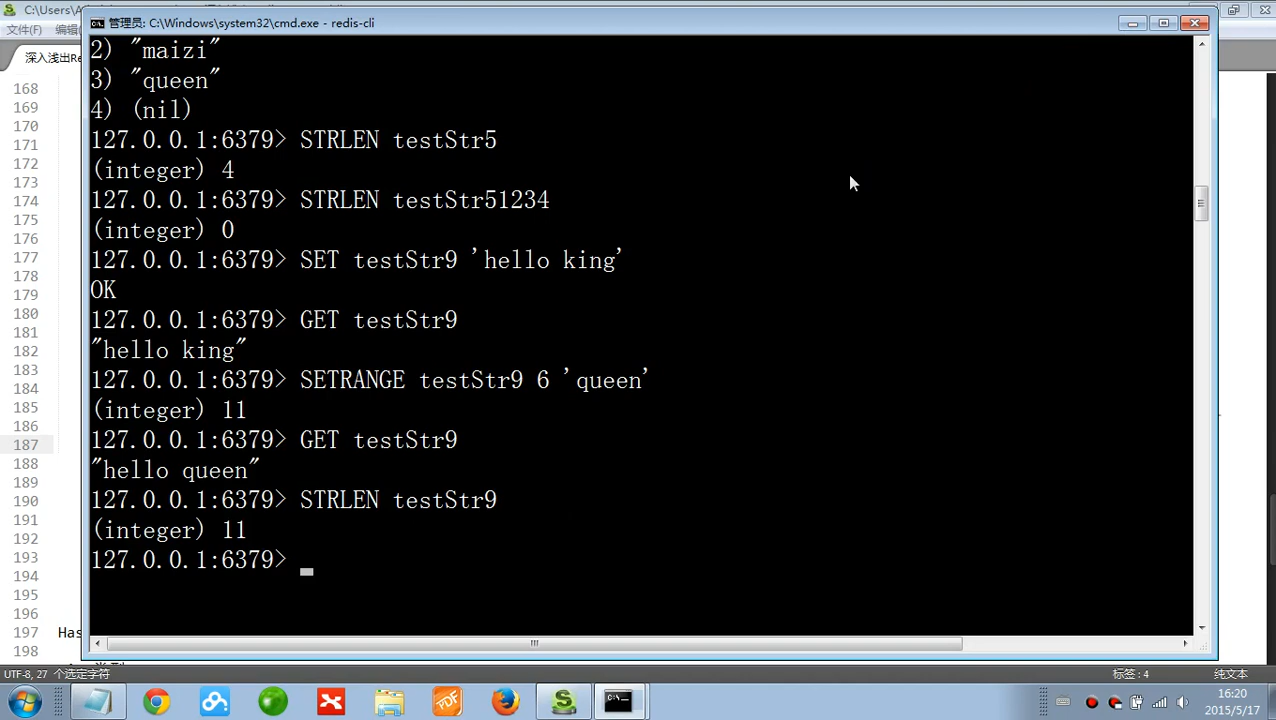 管理员: C:\Windows\system32\cmd.exe - redis-cli
文件(F)
深入浅出Re
2) "maizi"
3) "queen"
4) (nil)
127.0.0.1:6379> STRLEN testStr5
(integer) 4
127.0.0.1:6379> STRLEN testStr51234
(integer) 0
127.0.0.1:6379> SET testStr9 'hello king'
OK
127.0.0.1:6379> GET testStr9
"hello king"
127.0.0.1:6379> SETRANGE testStr9 6 'queen'
(integer) 11
127.0.0.1:6379> GET testStr9
"hello queen"
127.0.0.1:6379> STRLEN testStr9
(integer) 11
127.0.0.1:6379>
168
169
170
171
172
173
174
175
176
177
178
179
180
181
182
183
184
185
186
187
188
189
190
191
192
193
194
195
196
197 Has
198
UTF-8, 27 个选定字符
标签: 4
纯文本
16:20
2015/5/17